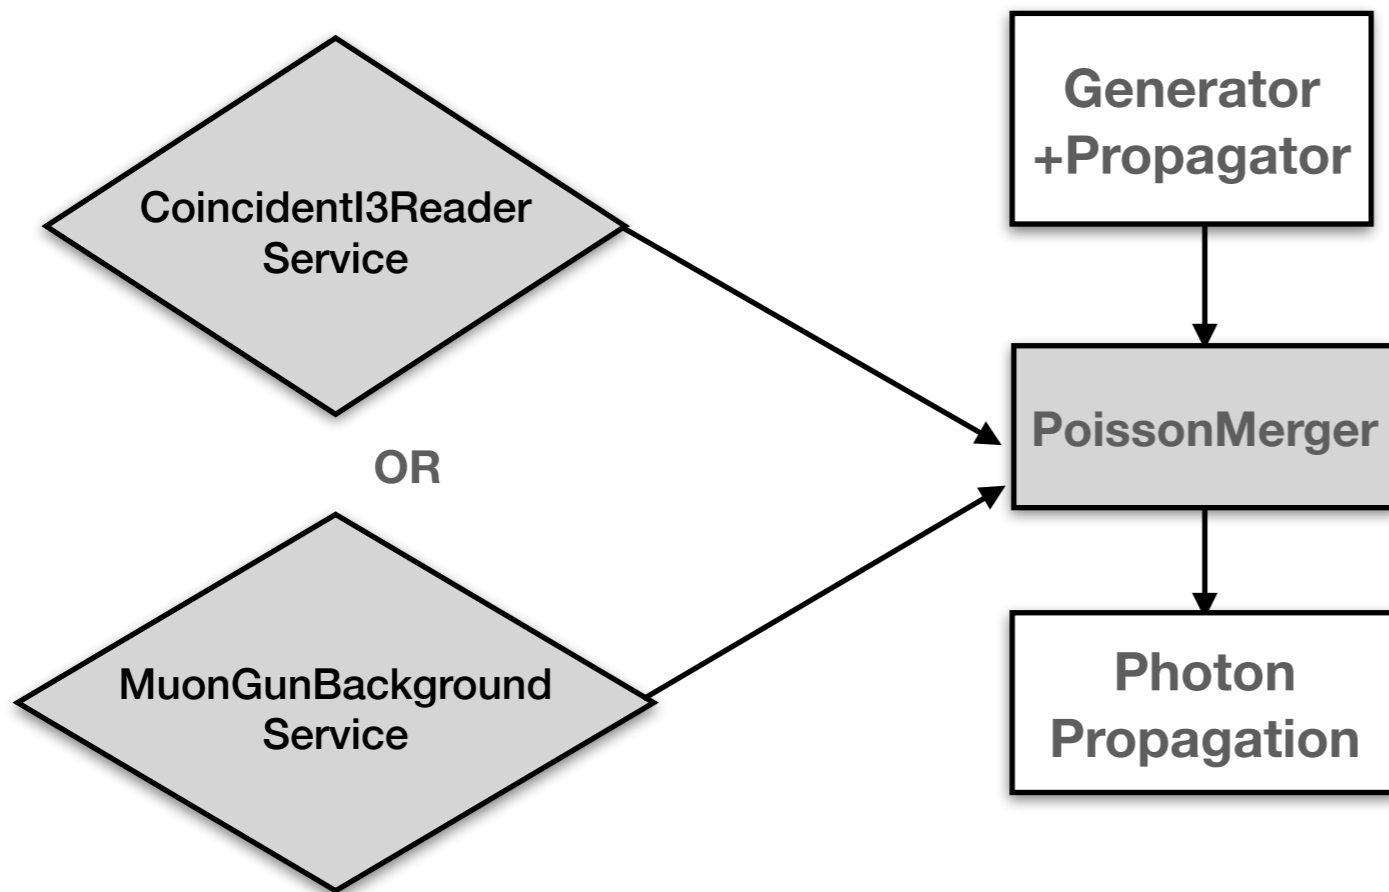 CoincidentI3Reader
Service
OR
MuonGunBackground
Service
Generator
+Propagator
PoissonMerger
Photon
Propagation